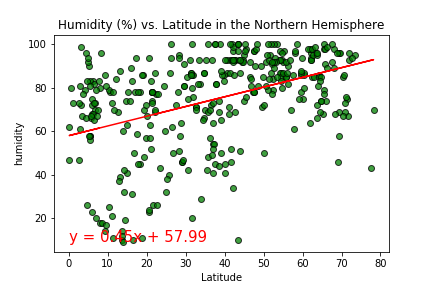 Humidity (%) vs. Latitude in the Northern Hemisphere
100
80
60
40
20
humidity
y = 0.45x + 57.99
0 10 20 30 40 50 60 70 80
Latitude